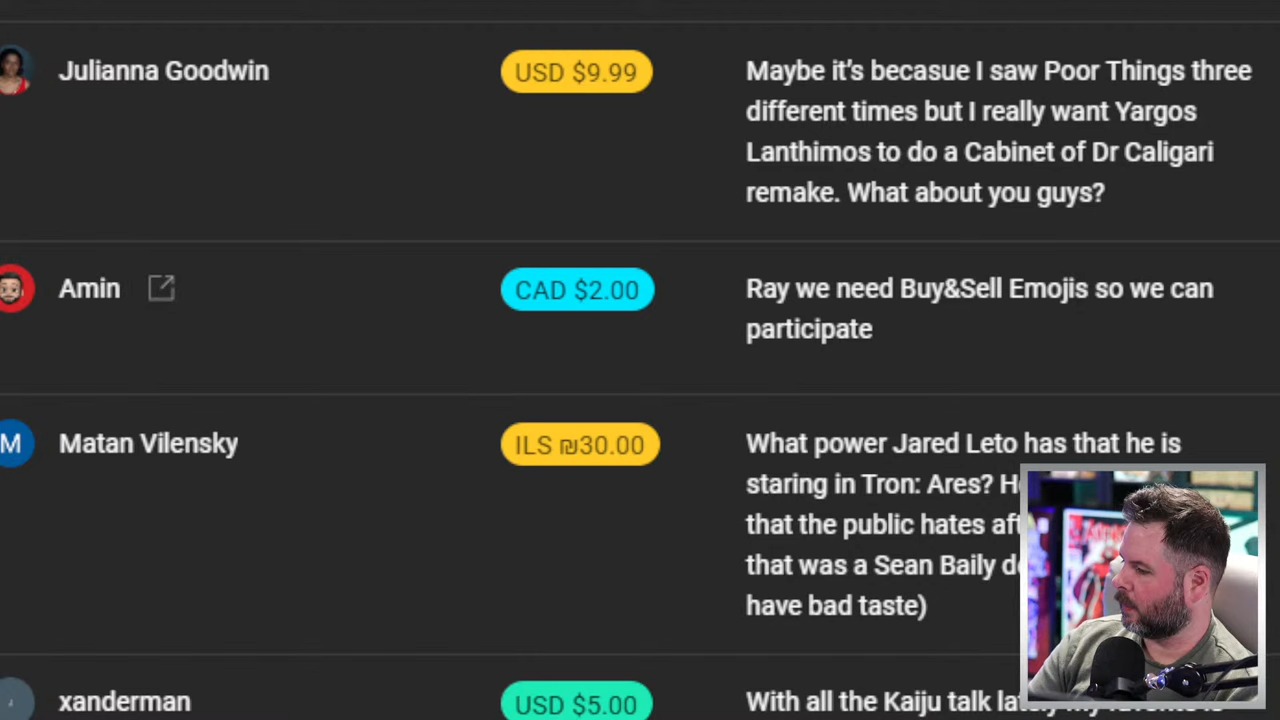 Julianna Goodwin
USD $9.99
Maybe it's becasue I saw Poor Things three
different times but I really want Yargos
Lanthimos to do a Cabinet of Dr Caligari
remake. What about you guys?
Amin
CAD $2.00
Ray we need Buy&Sell Emojis so we can
participate
M
Matan Vilensky
ILS ₪30.00
What power Jared Leto has that he is
staring in Tron: Ares?
that the public hates
that was a Sean Baily
have bad taste)
xanderman
USD $5.00
With all the Kaiju talk